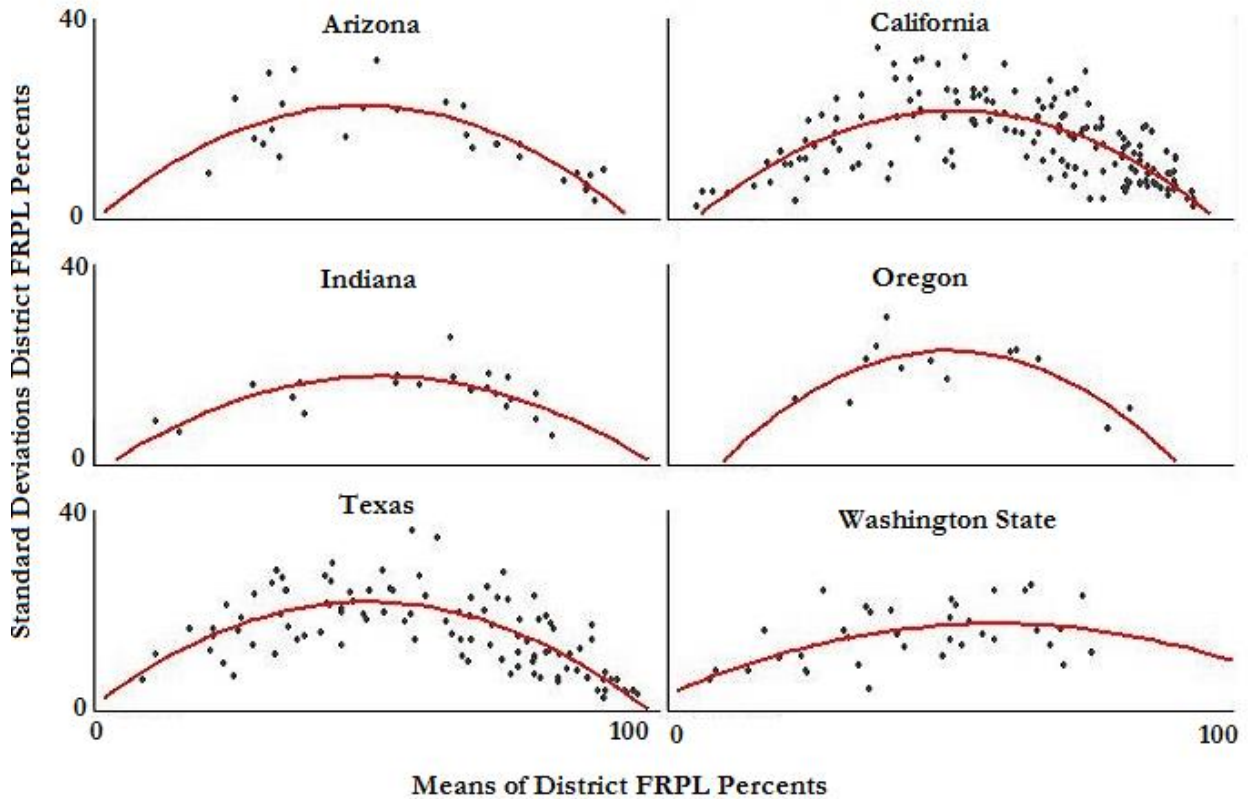 Standard Deviations District FRPL Percents
40
Arizona
0
California
40
Indiana
0
Oregon
40
Texas
0
Washington State
0
100
0
100
Means of District FRPL Percents